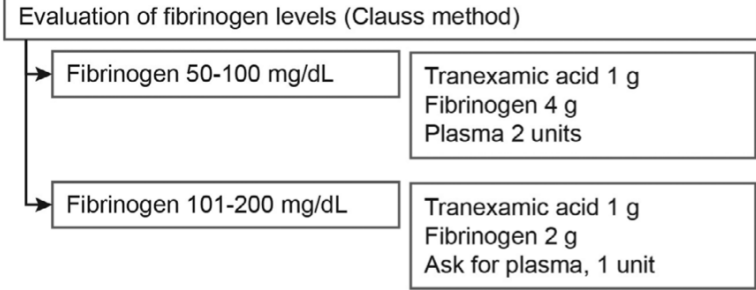 Evaluation of fibrinogen levels (Clauss method)
Fibrinogen 50-100 mg/dL
Tranexamic acid 1 g
Fibrinogen 4 g
Plasma 2 units
Fibrinogen 101-200 mg/dL
Tranexamic acid 1 g
Fibrinogen 2 g
Ask for plasma, 1 unit